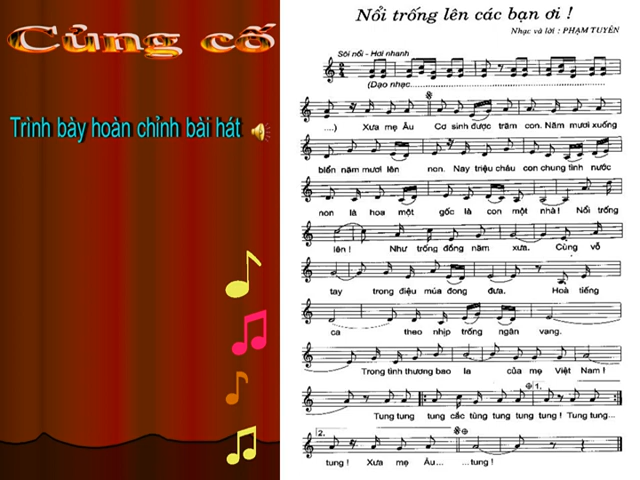 Củng cố
Trình bày hoàn chỉnh bài hát
Nổi trống lên các bạn ơi !
Nhạc và lời : PHẠM TUYÊN
Sôi nổi - Hơi nhanh
(Dạo nhạc...........................................................
....) Xưa mẹ Âu Cơ sinh được trăm con. Năm mươi xuống
biển năm mươi lên non. Nay triệu cháu con chung tình nước
non là hoa một gốc là con một nhà! Nổi trống
lên ! Như trống đồng năm xưa. Cùng vỗ
tay trong điệu múa đong đưa. Hoà tiếng
ca theo nhịp trống ngân vang.
Trong tình thương bao la của mẹ Việt Nam !
1.
Tung tung tung cắc tùng tung tung tung ! Tung tung...
2.
tung ! Xưa mẹ Âu... ...tung !